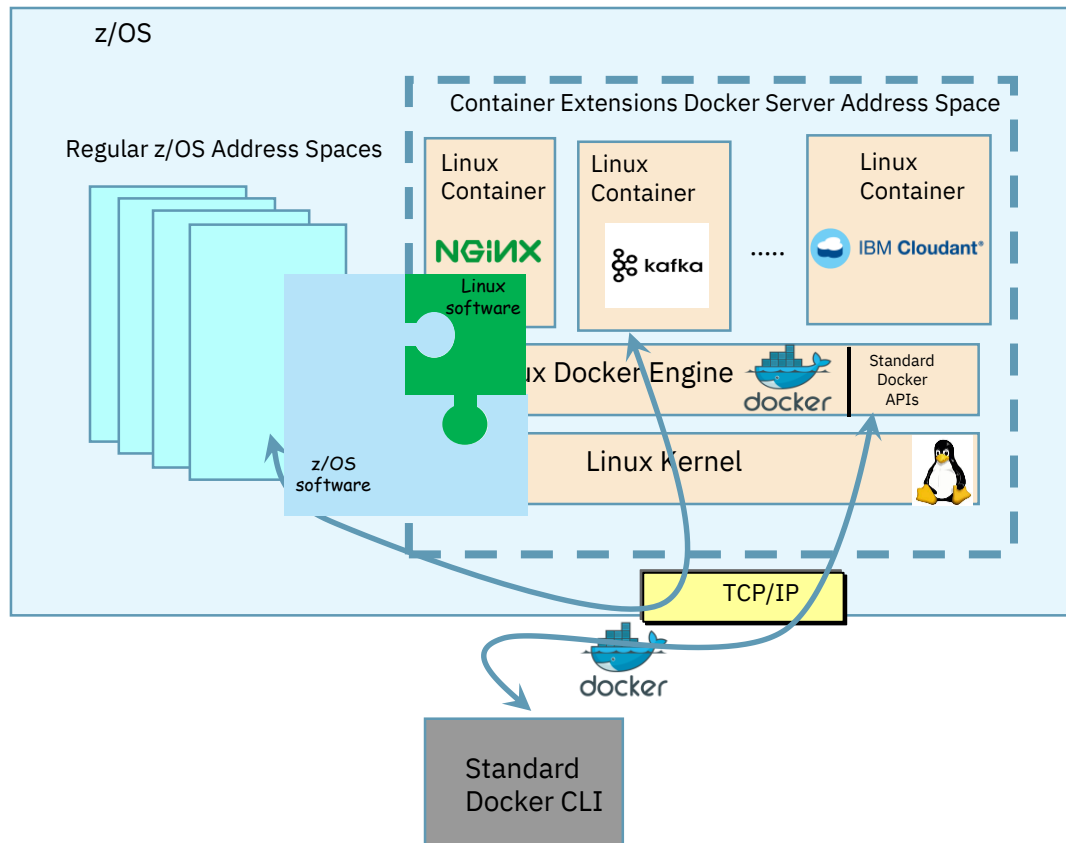 z/OS
Container Extensions Docker Server Address Space
Regular z/OS Address Spaces
Linux
Container
NGiNX
Linux
Container
kafka
.....
Linux
Container
IBM Cloudant®
Linux
software
ux Docker Engine
docker
Standard
Docker
APIs
z/OS
software
Linux Kernel
TCP/IP
docker
Standard
Docker CLI